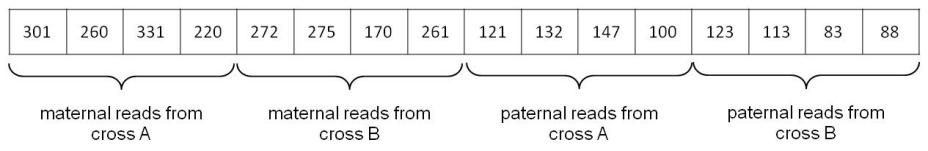 301 260 331 220 272 275 170 261 121 132 147 100 123 113 83 88
maternal reads from cross A
maternal reads from cross B
paternal reads from cross A
paternal reads from cross B